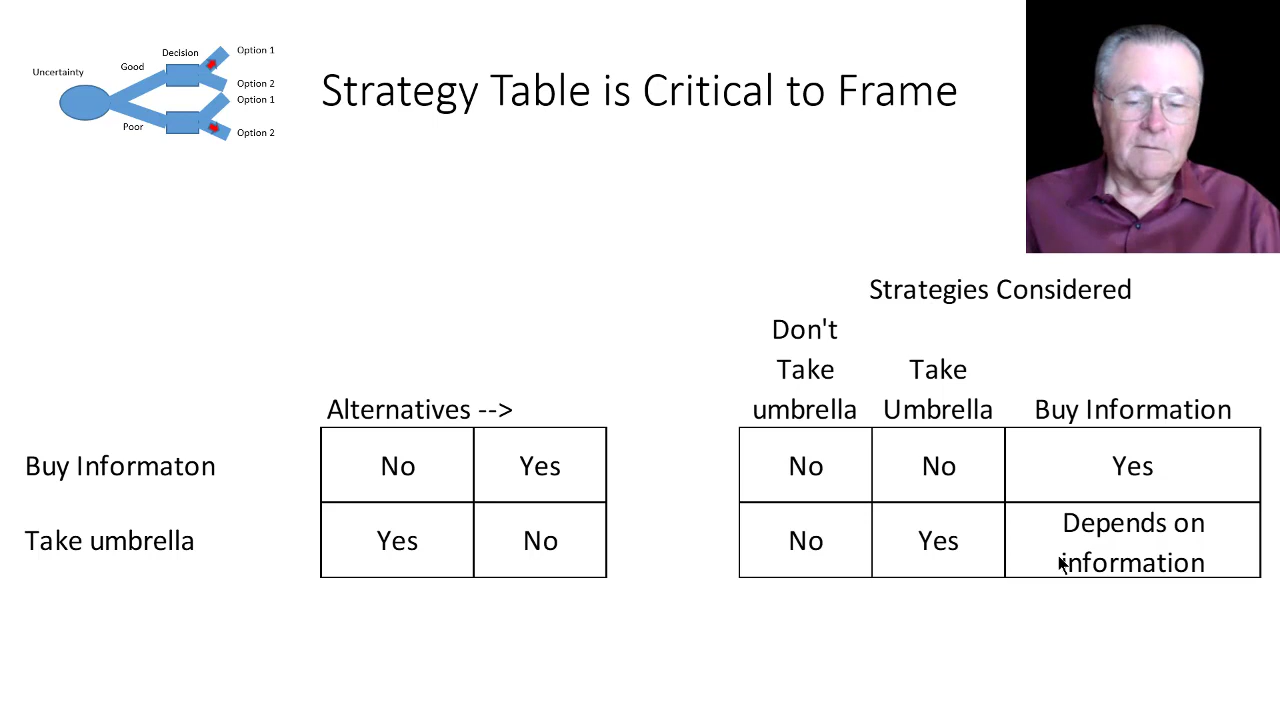 Uncertainty
Good
Poor
Decision
Option 1
Option 2
Option 1
Option 2
Strategy Table is Critical to Frame
Strategies Considered
Don't
Take
umbrella
Take
Umbrella
Buy Information
Alternatives -->
Buy Informaton
No
Yes
No
No
Yes
Take umbrella
Yes
No
No
Yes
Depends on
information